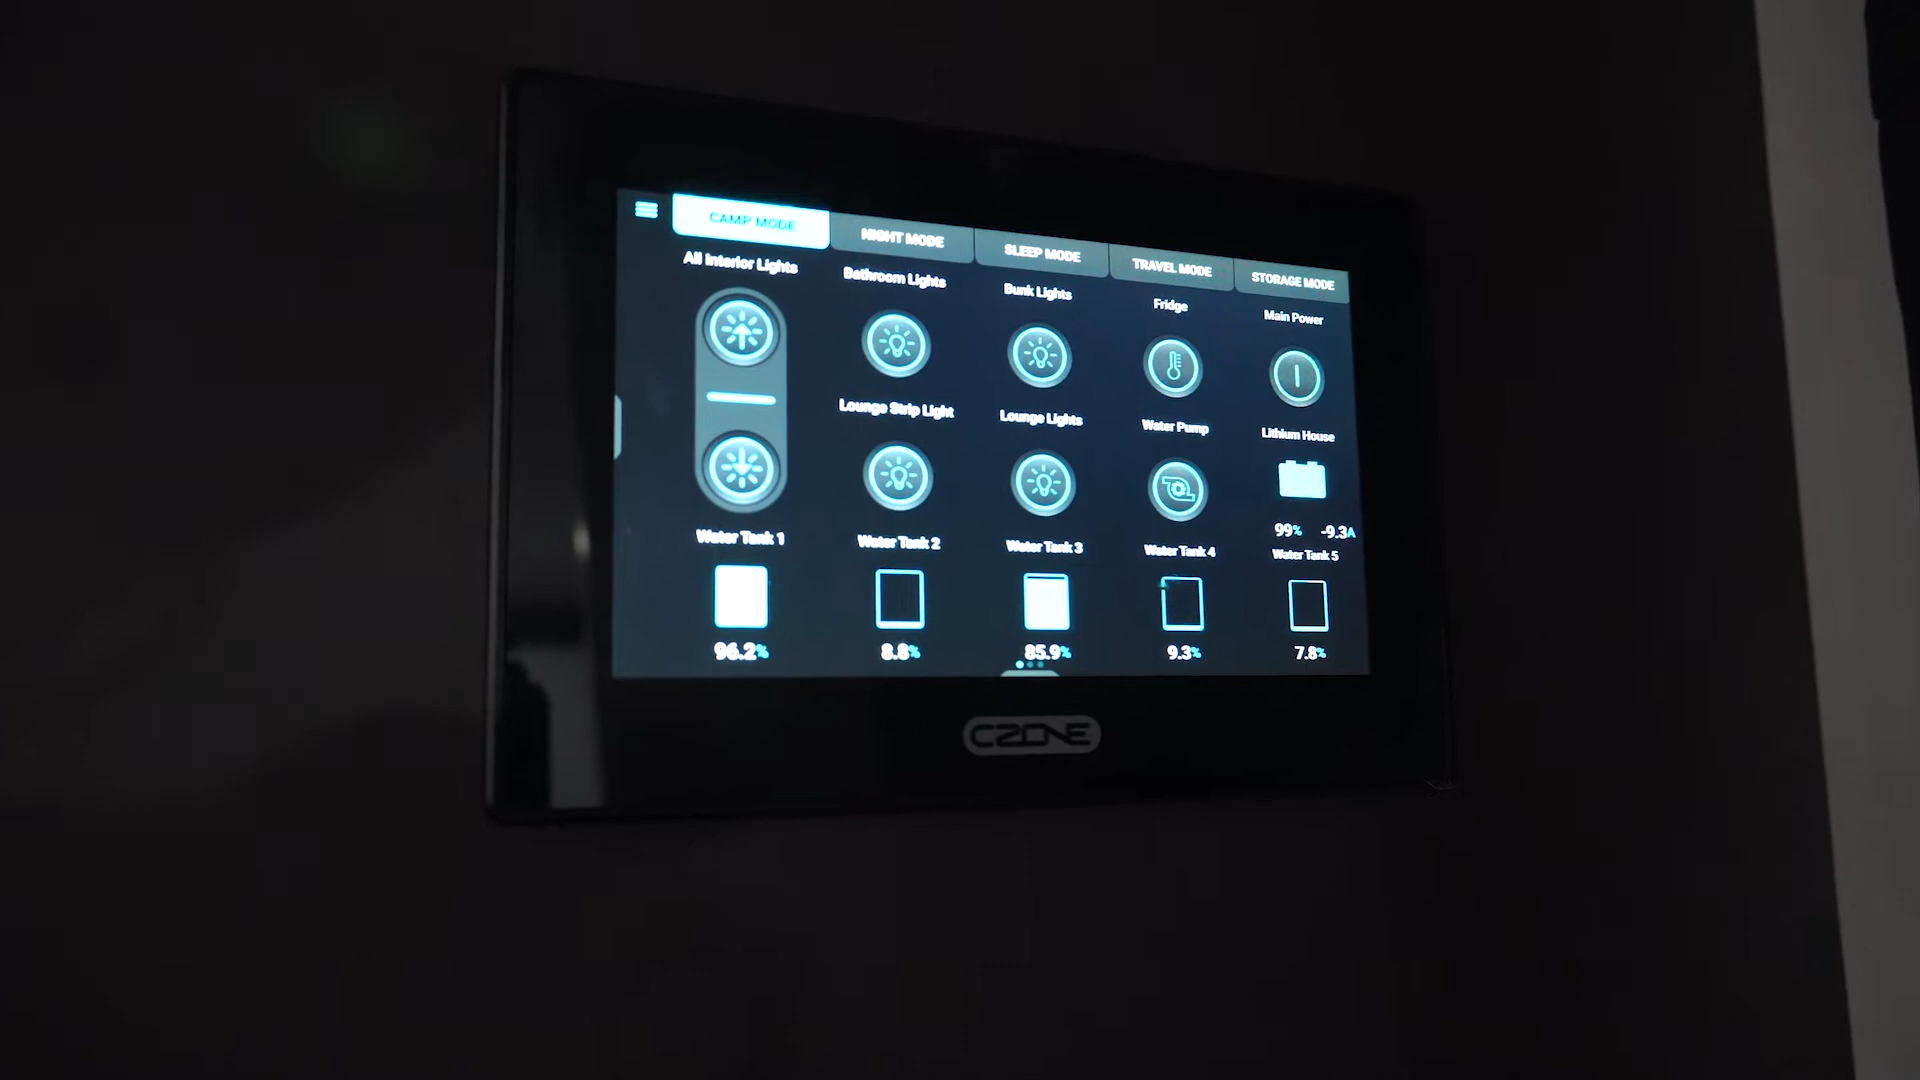 CAMP MODE
NIGHT MODE
SLEEP MODE
TRAVEL MODE
STORAGE MODE
All Interior Lights
Bathroom Lights
Bunk Lights
Fridge
Main Power
Lounge Strip Light
Lounge Lights
Water Pump
Lithium House
99% -9.3A
Water Tank 1
Water Tank 2
Water Tank 3
Water Tank 4
Water Tank 5
96.2%
8.8%
85.9%
9.3%
7.8%
CZONE